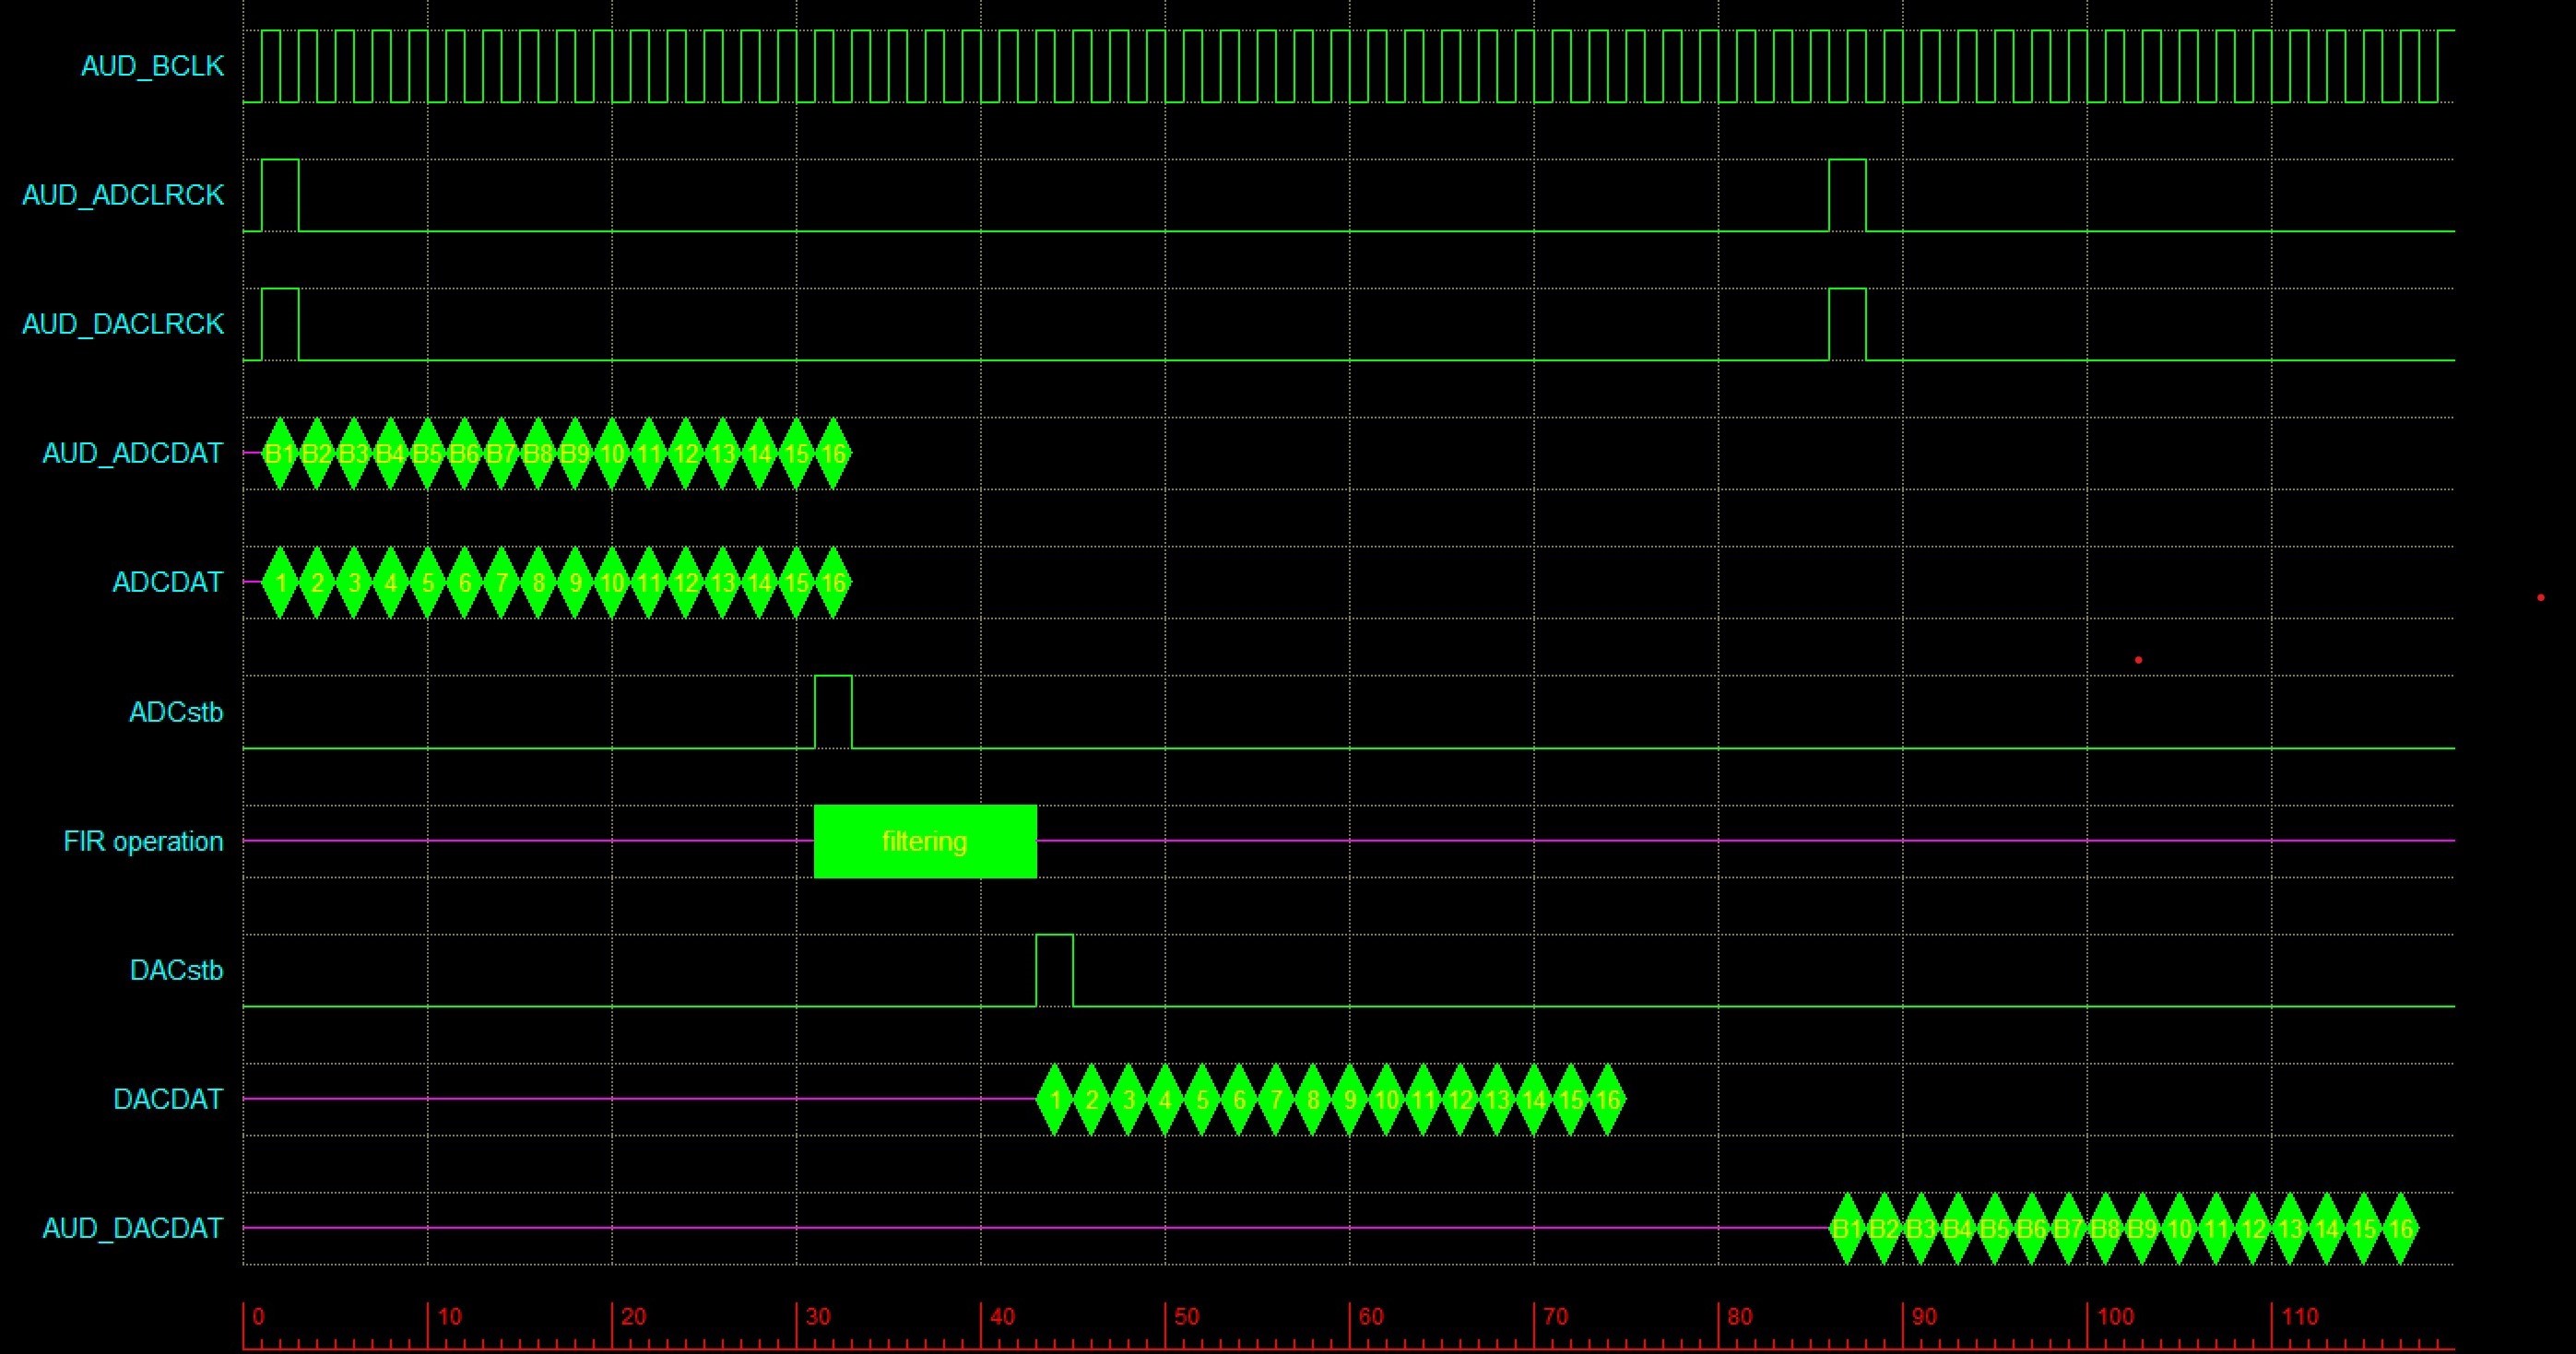 AUD_BCLK
AUD_ADCLRCK
AUD_DACLRCK
AUD_ADCDAT B1 B2 B3 B4 B5 B6 B7 B8 B9 10 11 12 13 14 15 16
ADCDAT 1 2 3 4 5 6 7 8 9 10 11 12 13 14 15 16
ADCstb
FIR operation filtering
DACstb
DACDAT 1 2 3 4 5 6 7 8 9 10 11 12 13 14 15 16
AUD_DACDAT B1 B2 B3 B4 B5 B6 B7 B8 B9 10 11 12 13 14 15 16
0 10 20 30 40 50 60 70 80 90 100 110